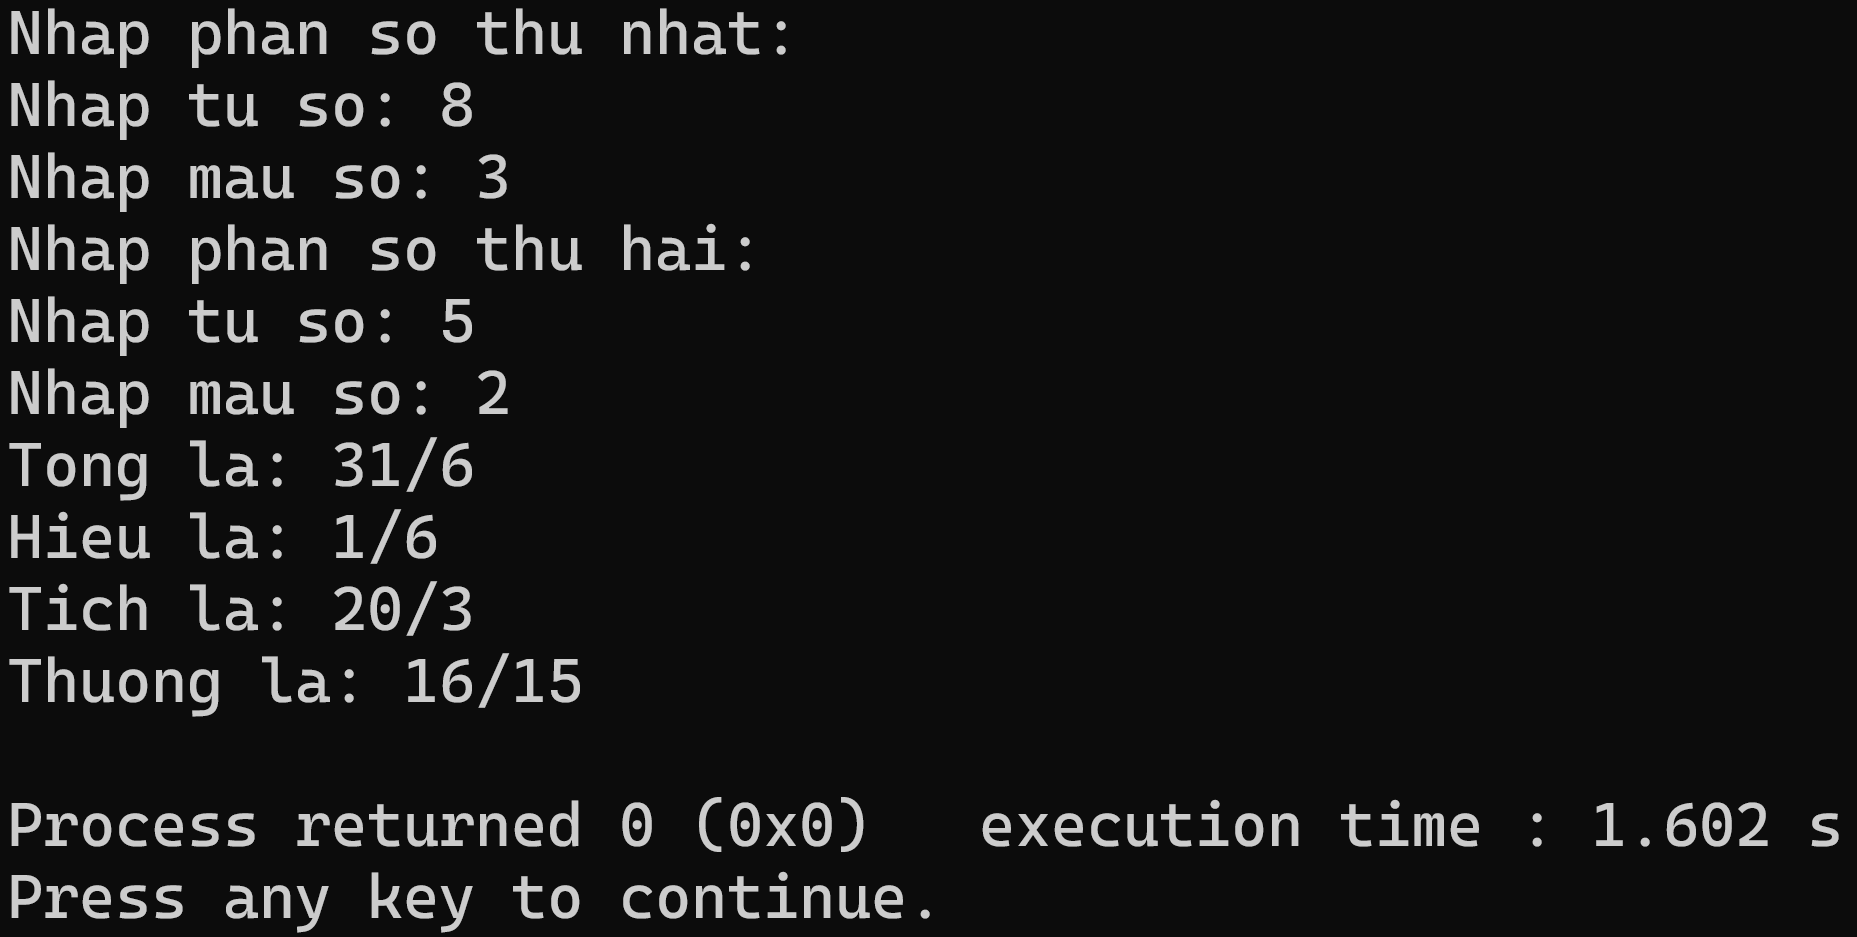 Nhap phan so thu nhat:
Nhap tu so: 8
Nhap mau so: 3
Nhap phan so thu hai:
Nhap tu so: 5
Nhap mau so: 2
Tong la: 31/6
Hieu la: 1/6
Tich la: 20/3
Thuong la: 16/15

Process returned 0 (0x0)   execution time : 1.602 s
Press any key to continue.